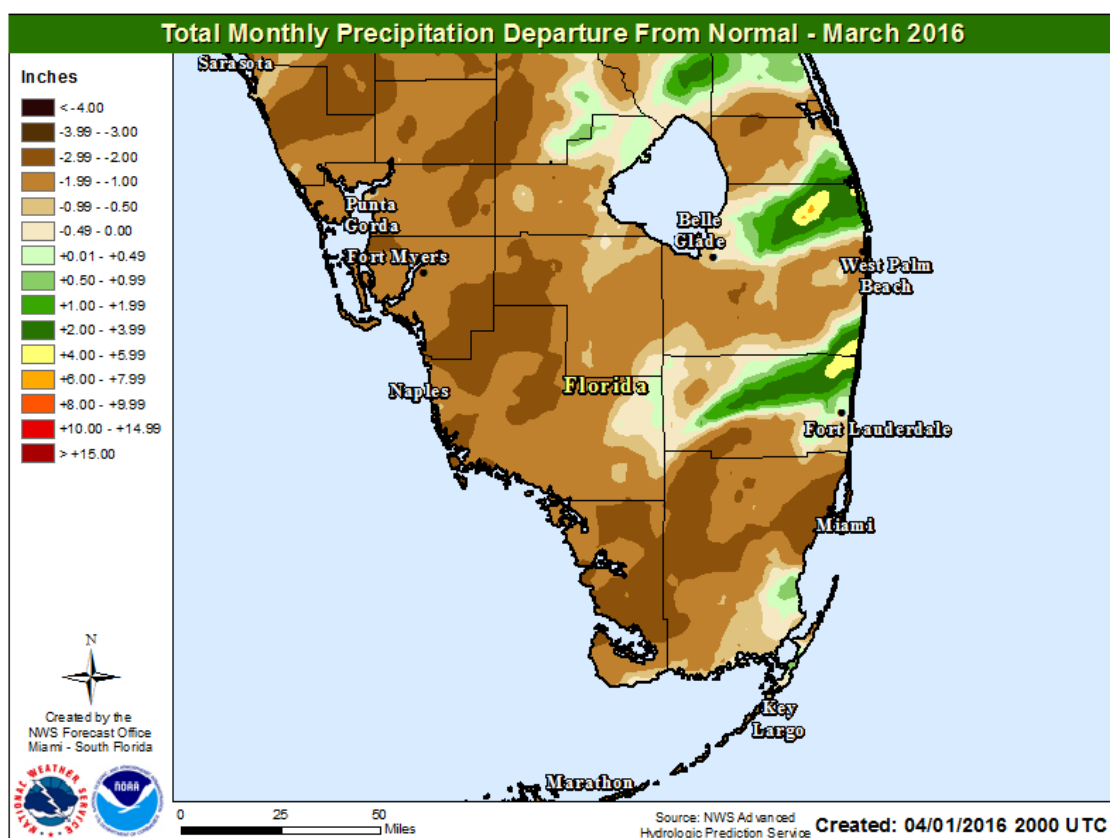 Total Monthly Precipitation Departure From Normal - March 2016
Inches
< -4.00
-3.99 - -3.00
-2.99 - -2.00
-1.99 - -1.00
-0.99 - -0.50
-0.49 - 0.00
+0.01 - +0.49
+0.50 - +0.99
+1.00 - +1.99
+2.00 - +3.99
+4.00 - +5.99
+6.00 - +7.99
+8.00 - +9.99
+10.00 - +14.99
> +15.00
Sarasota
Punta
Gorda
Fort Myers
Belle
Glade
West Palm
Beach
Naples
Florida
Fort Lauderdale
Miami
Key
Largo
Marathon
N
Created by the
NWS Forecast Office
Miami - South Florida
NATIONAL WEATHER SERVICE
NOAA
0 25 50
Miles
Source: NWS Advanced
Hydrologic Prediction Service
Created: 04/01/2016 2000 UTC